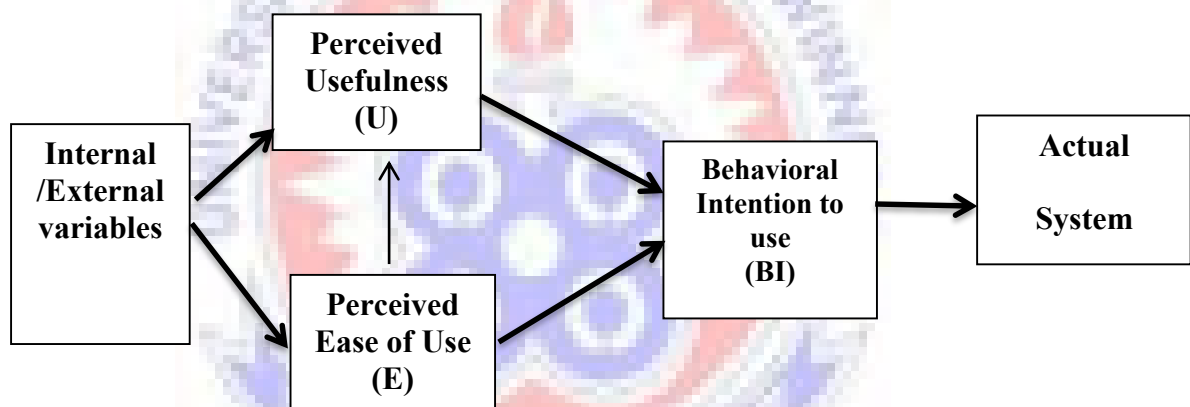 Internal
/External
variables
Perceived
Usefulness
(U)
Perceived
Ease of Use
(E)
Behavioral
Intention to
use
(BI)
Actual
System